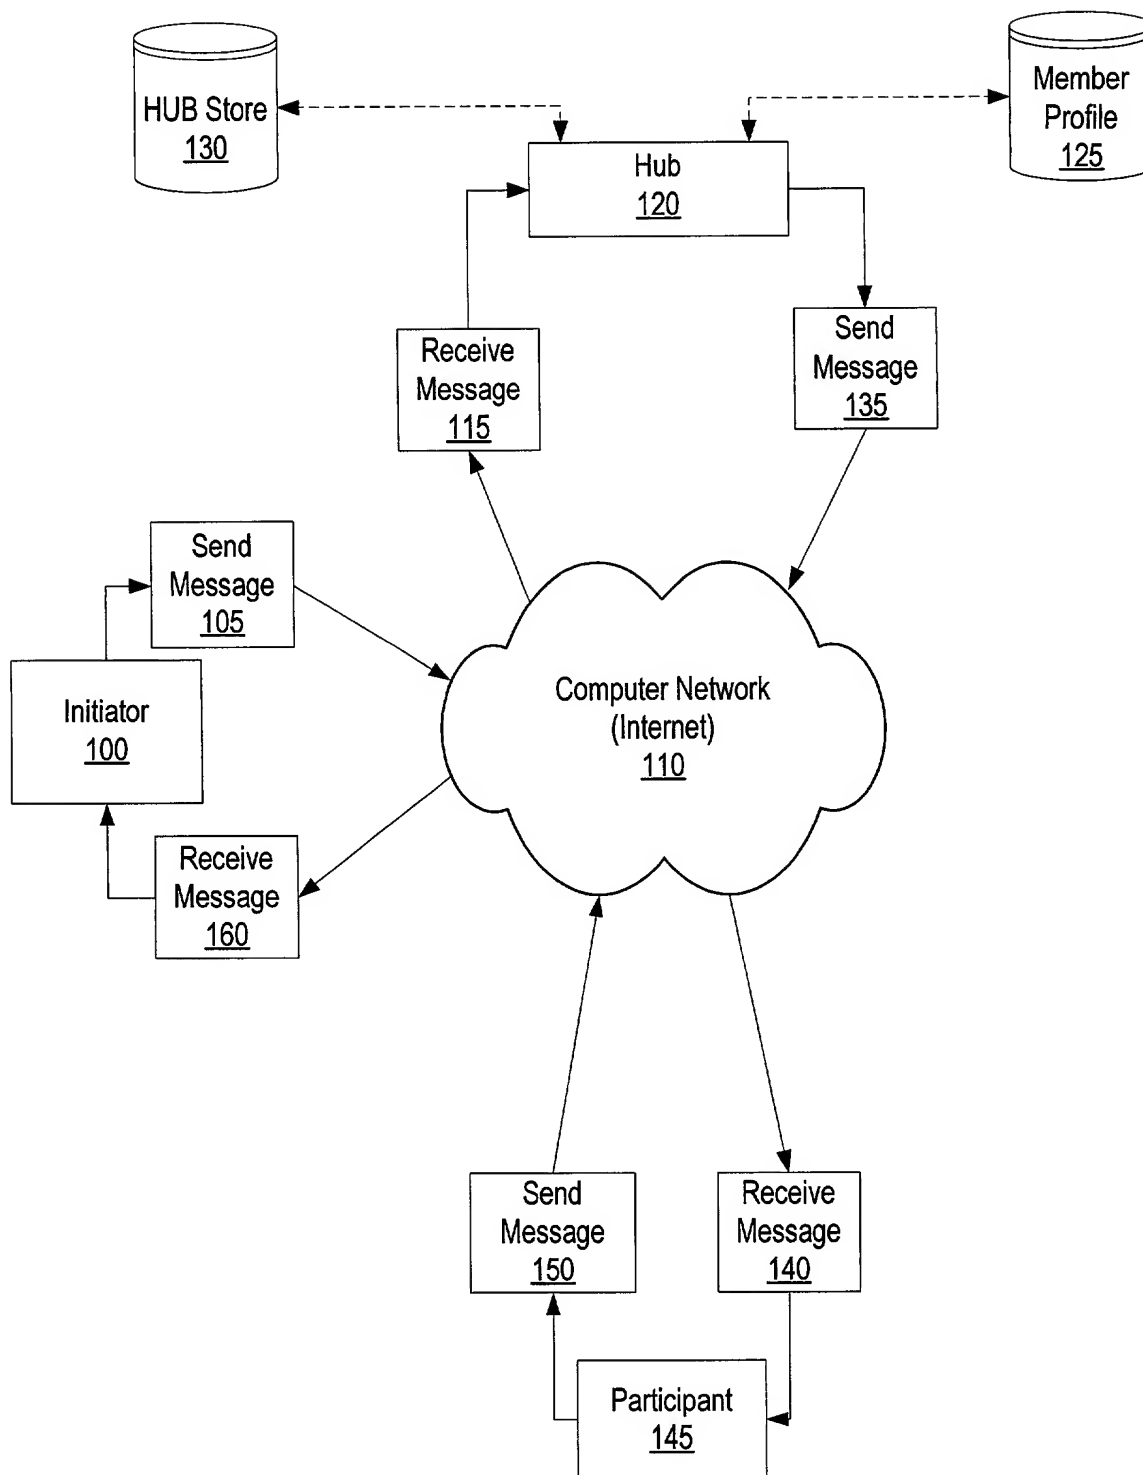 HUB Store
130
Member
Profile
125
Hub
120
Receive
Message
115
Send
Message
135
Send
Message
105
Initiator
100
Computer Network
(Internet)
110
Receive
Message
160
Send
Message
150
Receive
Message
140
Participant
145